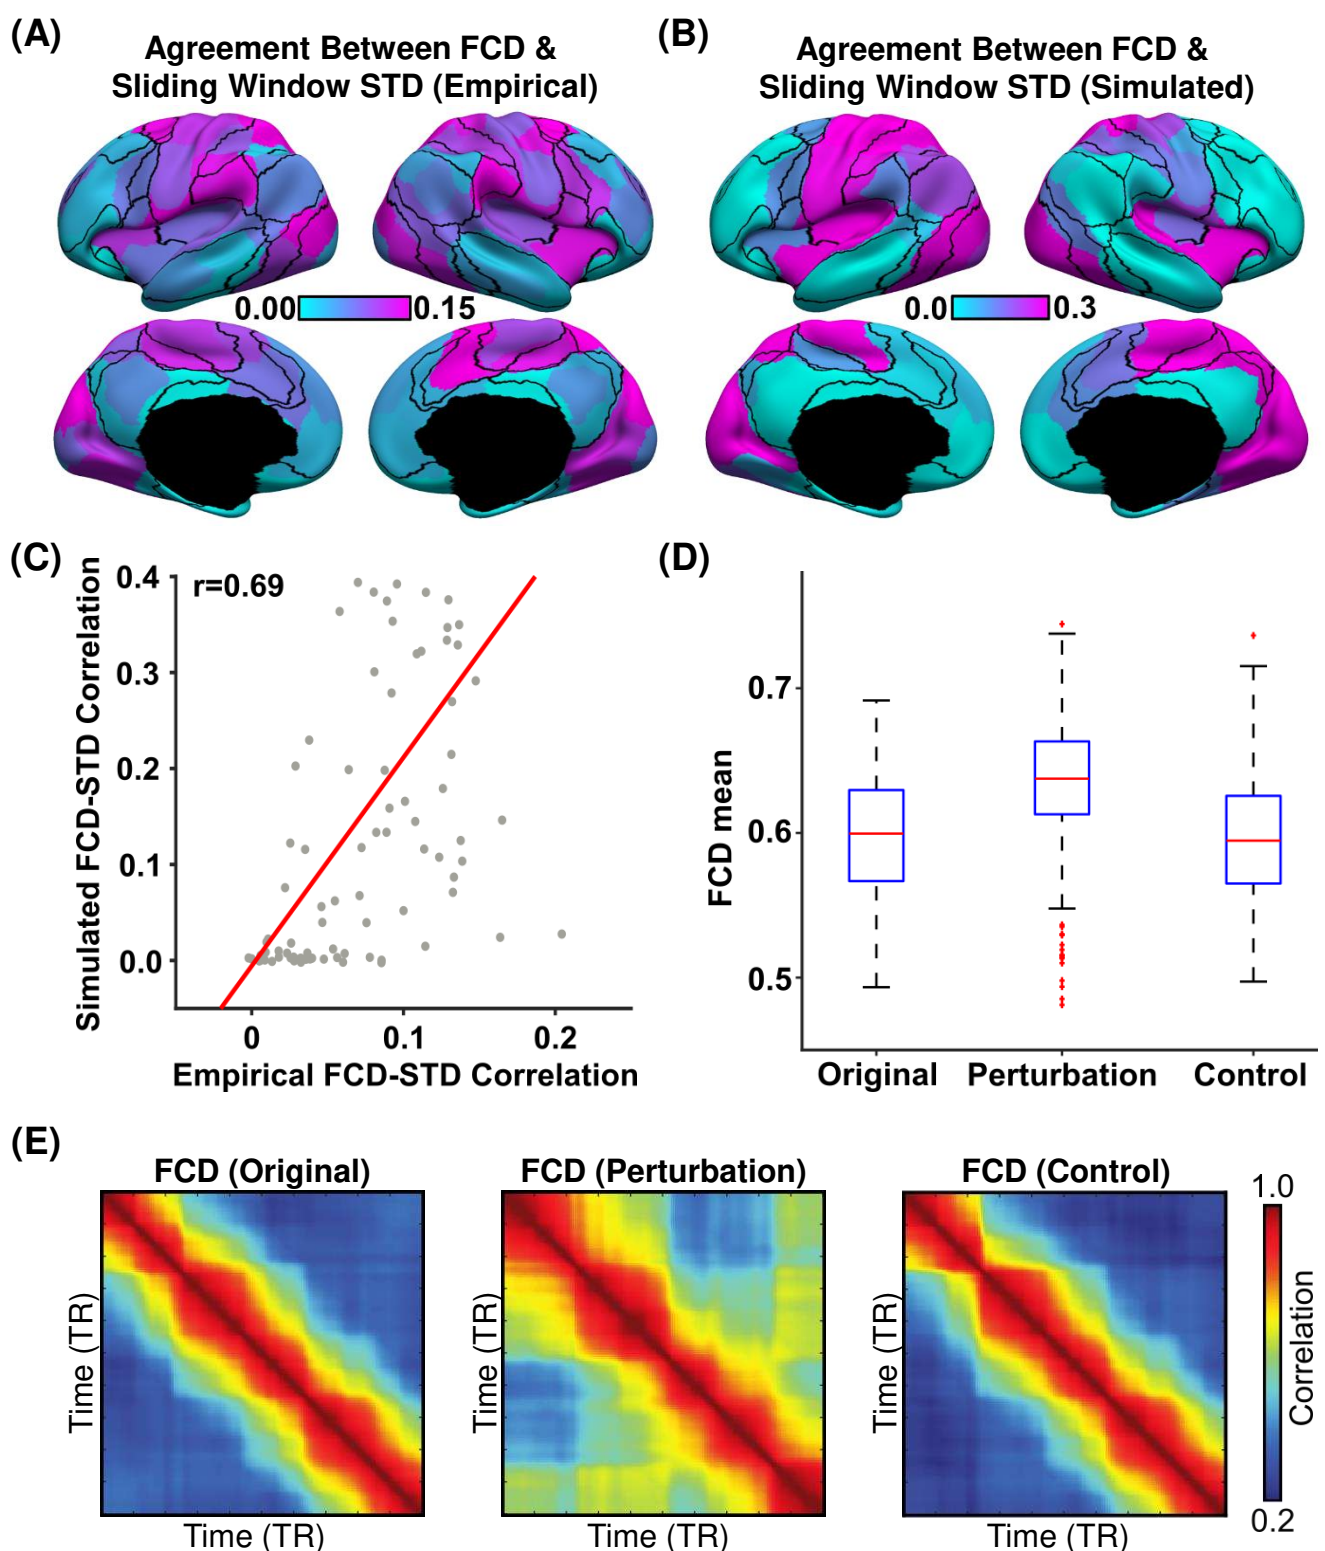 (A)
Agreement Between FCD &
Sliding Window STD (Empirical)
0.00
0.15
(B)
Agreement Between FCD &
Sliding Window STD (Simulated)
0.0
0.3
(C)
Simulated FCD-STD Correlation
0.4
0.3
0.2
0.1
0.0
r=0.69
0
0.1
0.2
Empirical FCD-STD Correlation
(D)
FCD mean
0.7
0.6
0.5
Original
Perturbation
Control
(E)
FCD (Original)
Time (TR)
Time (TR)
FCD (Perturbation)
Time (TR)
Time (TR)
FCD (Control)
Time (TR)
Time (TR)
1.0
Correlation
0.2